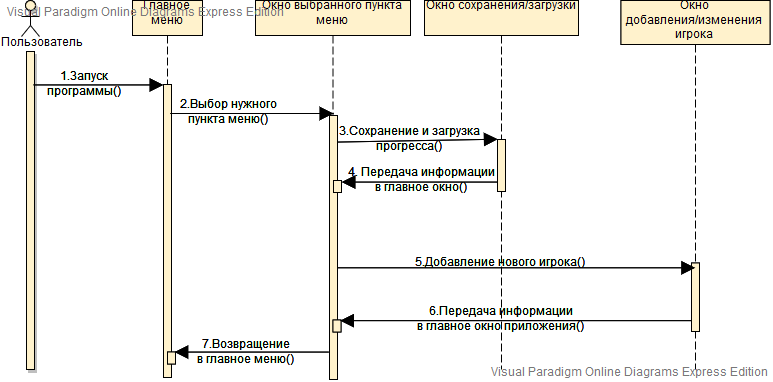 Visual Paradigm Online Diagrams Express Edition
Пользователь
Главное
меню
Окно выбранного пункта
меню
Окно сохранения/загрузки
Окно
добавления/изменения
игрока
1.Запуск
программы()
2.Выбор нужного
пункта меню()
3.Сохранение и загрузка
прогресса()
4. Передача информации
в главное окно()
5.Добавление нового игрока()
6.Передача информации
в главное окно приложения()
7.Возвращение
в главное меню()
Visual Paradigm Online Diagrams Express Edition